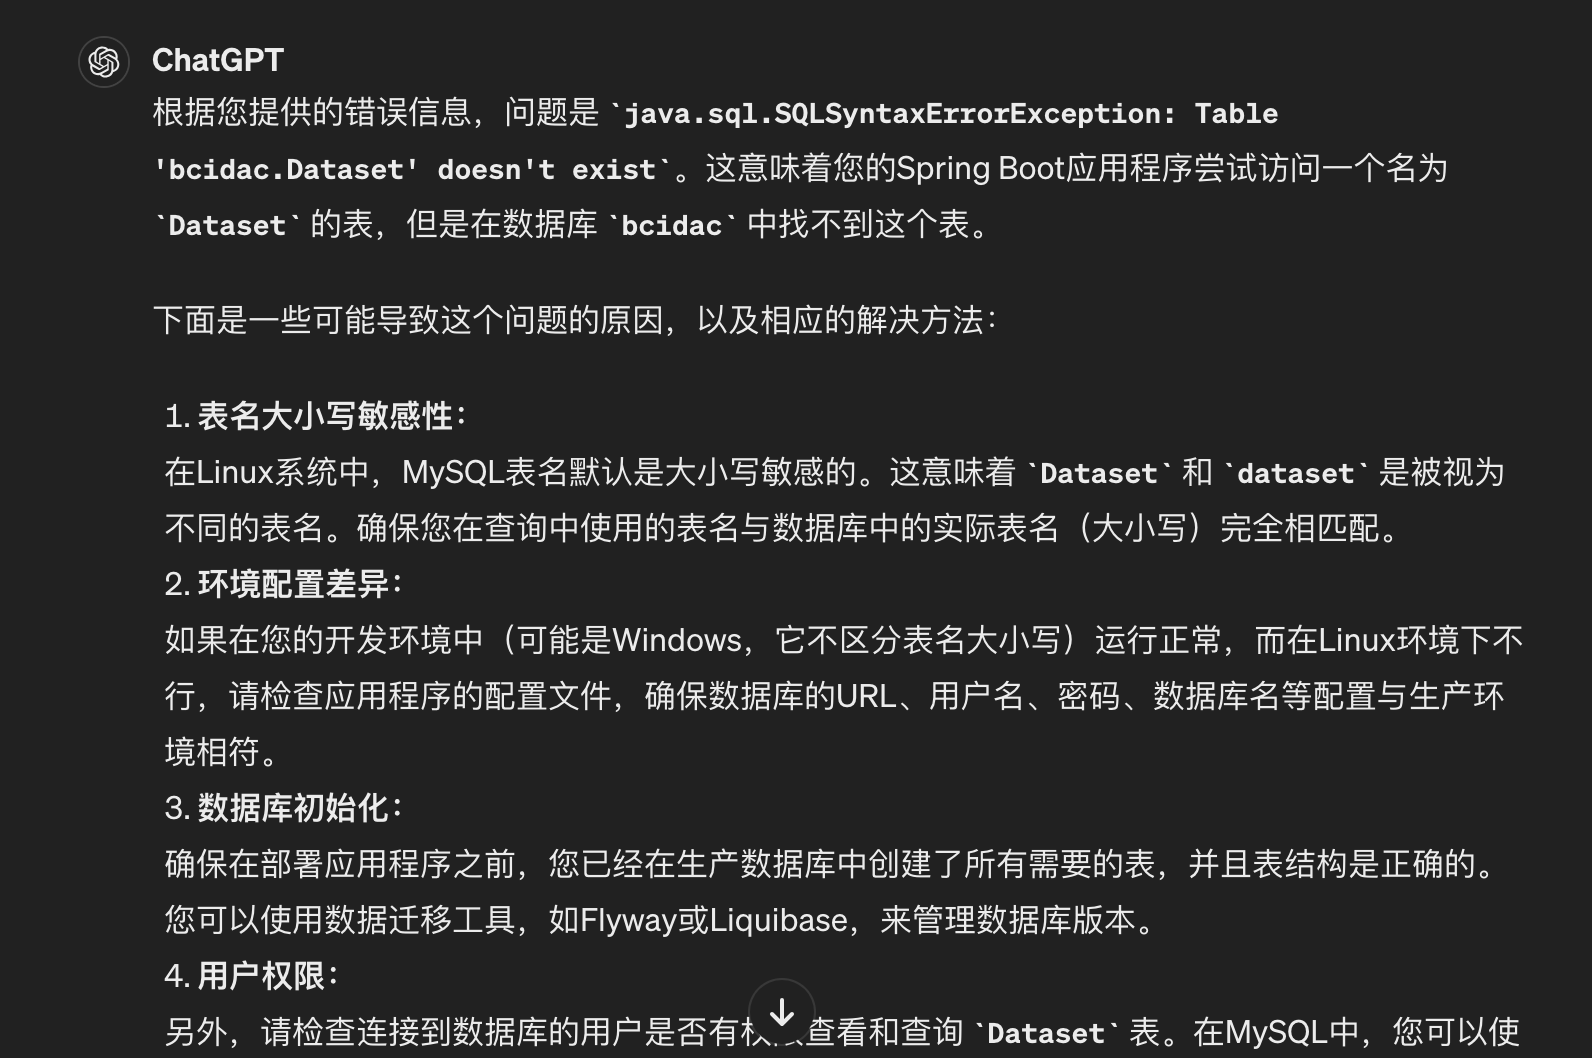 ChatGPT
根据您提供的错误信息，问题是 `java.sql.SQLSyntaxErrorException: Table
'bcidac.Dataset' doesn't exist`。这意味着您的Spring Boot应用程序尝试访问一个名为
`Dataset` 的表，但是在数据库 `bcidac` 中找不到这个表。
下面是一些可能导致这个问题的原因，以及相应的解决方法：
1. 表名大小写敏感性：
在Linux系统中，MySQL表名默认是大小写敏感的。这意味着 `Dataset` 和 `dataset` 是被视为
不同的表名。确保您在查询中使用的表名与数据库中的实际表名（大小写）完全相匹配。
2. 环境配置差异：
如果在您的开发环境中（可能是Windows，它不区分表名大小写）运行正常，而在Linux环境下不
行，请检查应用程序的配置文件，确保数据库的URL、用户名、密码、数据库名等配置与生产环
境相符。
3. 数据库初始化：
确保在部署应用程序之前，您已经在生产数据库中创建了所有需要的表，并且表结构是正确的。
您可以使用数据迁移工具，如Flyway或Liquibase，来管理数据库版本。
4. 用户权限：
另外，请检查连接到数据库的用户是否有权限查看和查询 `Dataset` 表。在MySQL中，您可以使